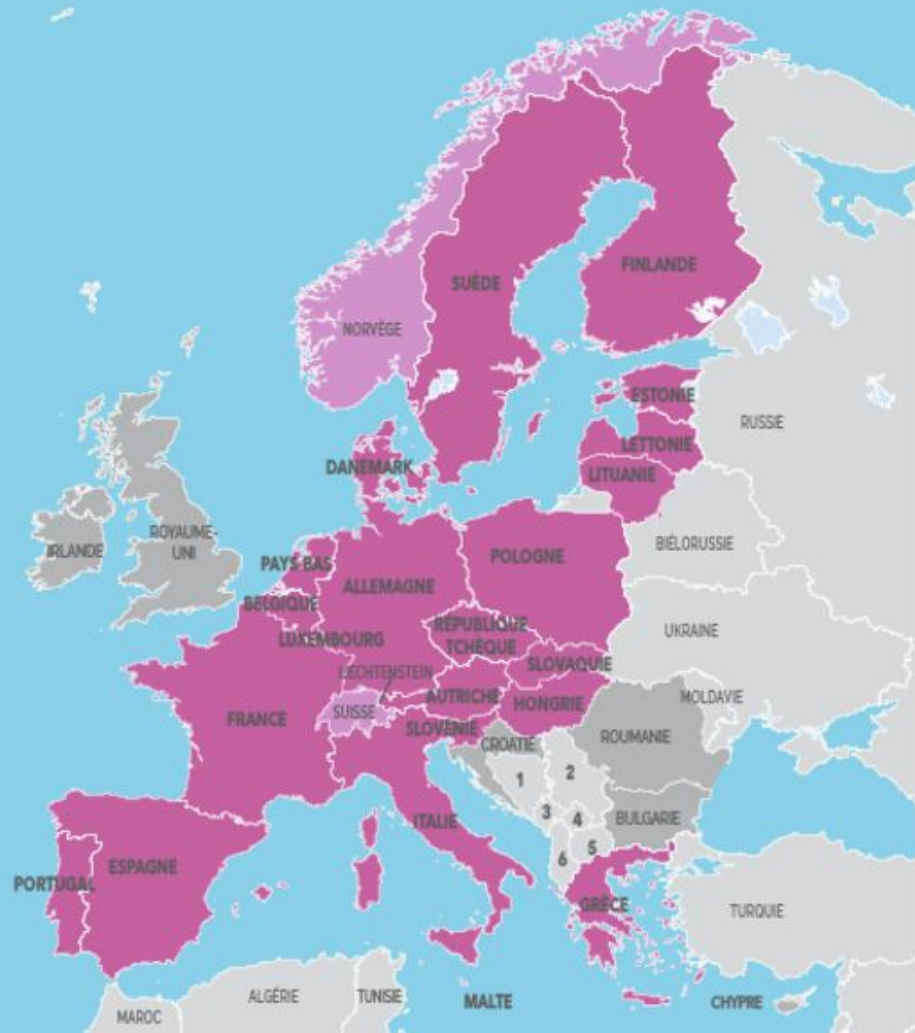 FINLANDE
SUÈDE
NORVÈGE
ESTONIE
RUSSIE
LETTONIE
DANEMARK
LITUANIE
ROYAUME-
UNI
IRLANDE
BIÉLORUSSIE
POLOGNE
PAYS-BAS
ALLEMAGNE
BELGIQUE
RÉPUBLIQUE
TCHÈQUE
UKRAINE
LUXEMBOURG
SLOVAQUIE
LIECHTENSTEIN
AUTRICHE
MOLDAVIE
HONGRIE
SUISSE
FRANCE
SLOVÉNIE
ROUMANIE
CROATIE
1
2
3
4
BULGARIE
ITALIE
5
6
ESPAGNE
PORTUGAL
GRÈCE
TURQUIE
ALGÉRIE
TUNISIE
MALTE
CHYPRE
MAROC